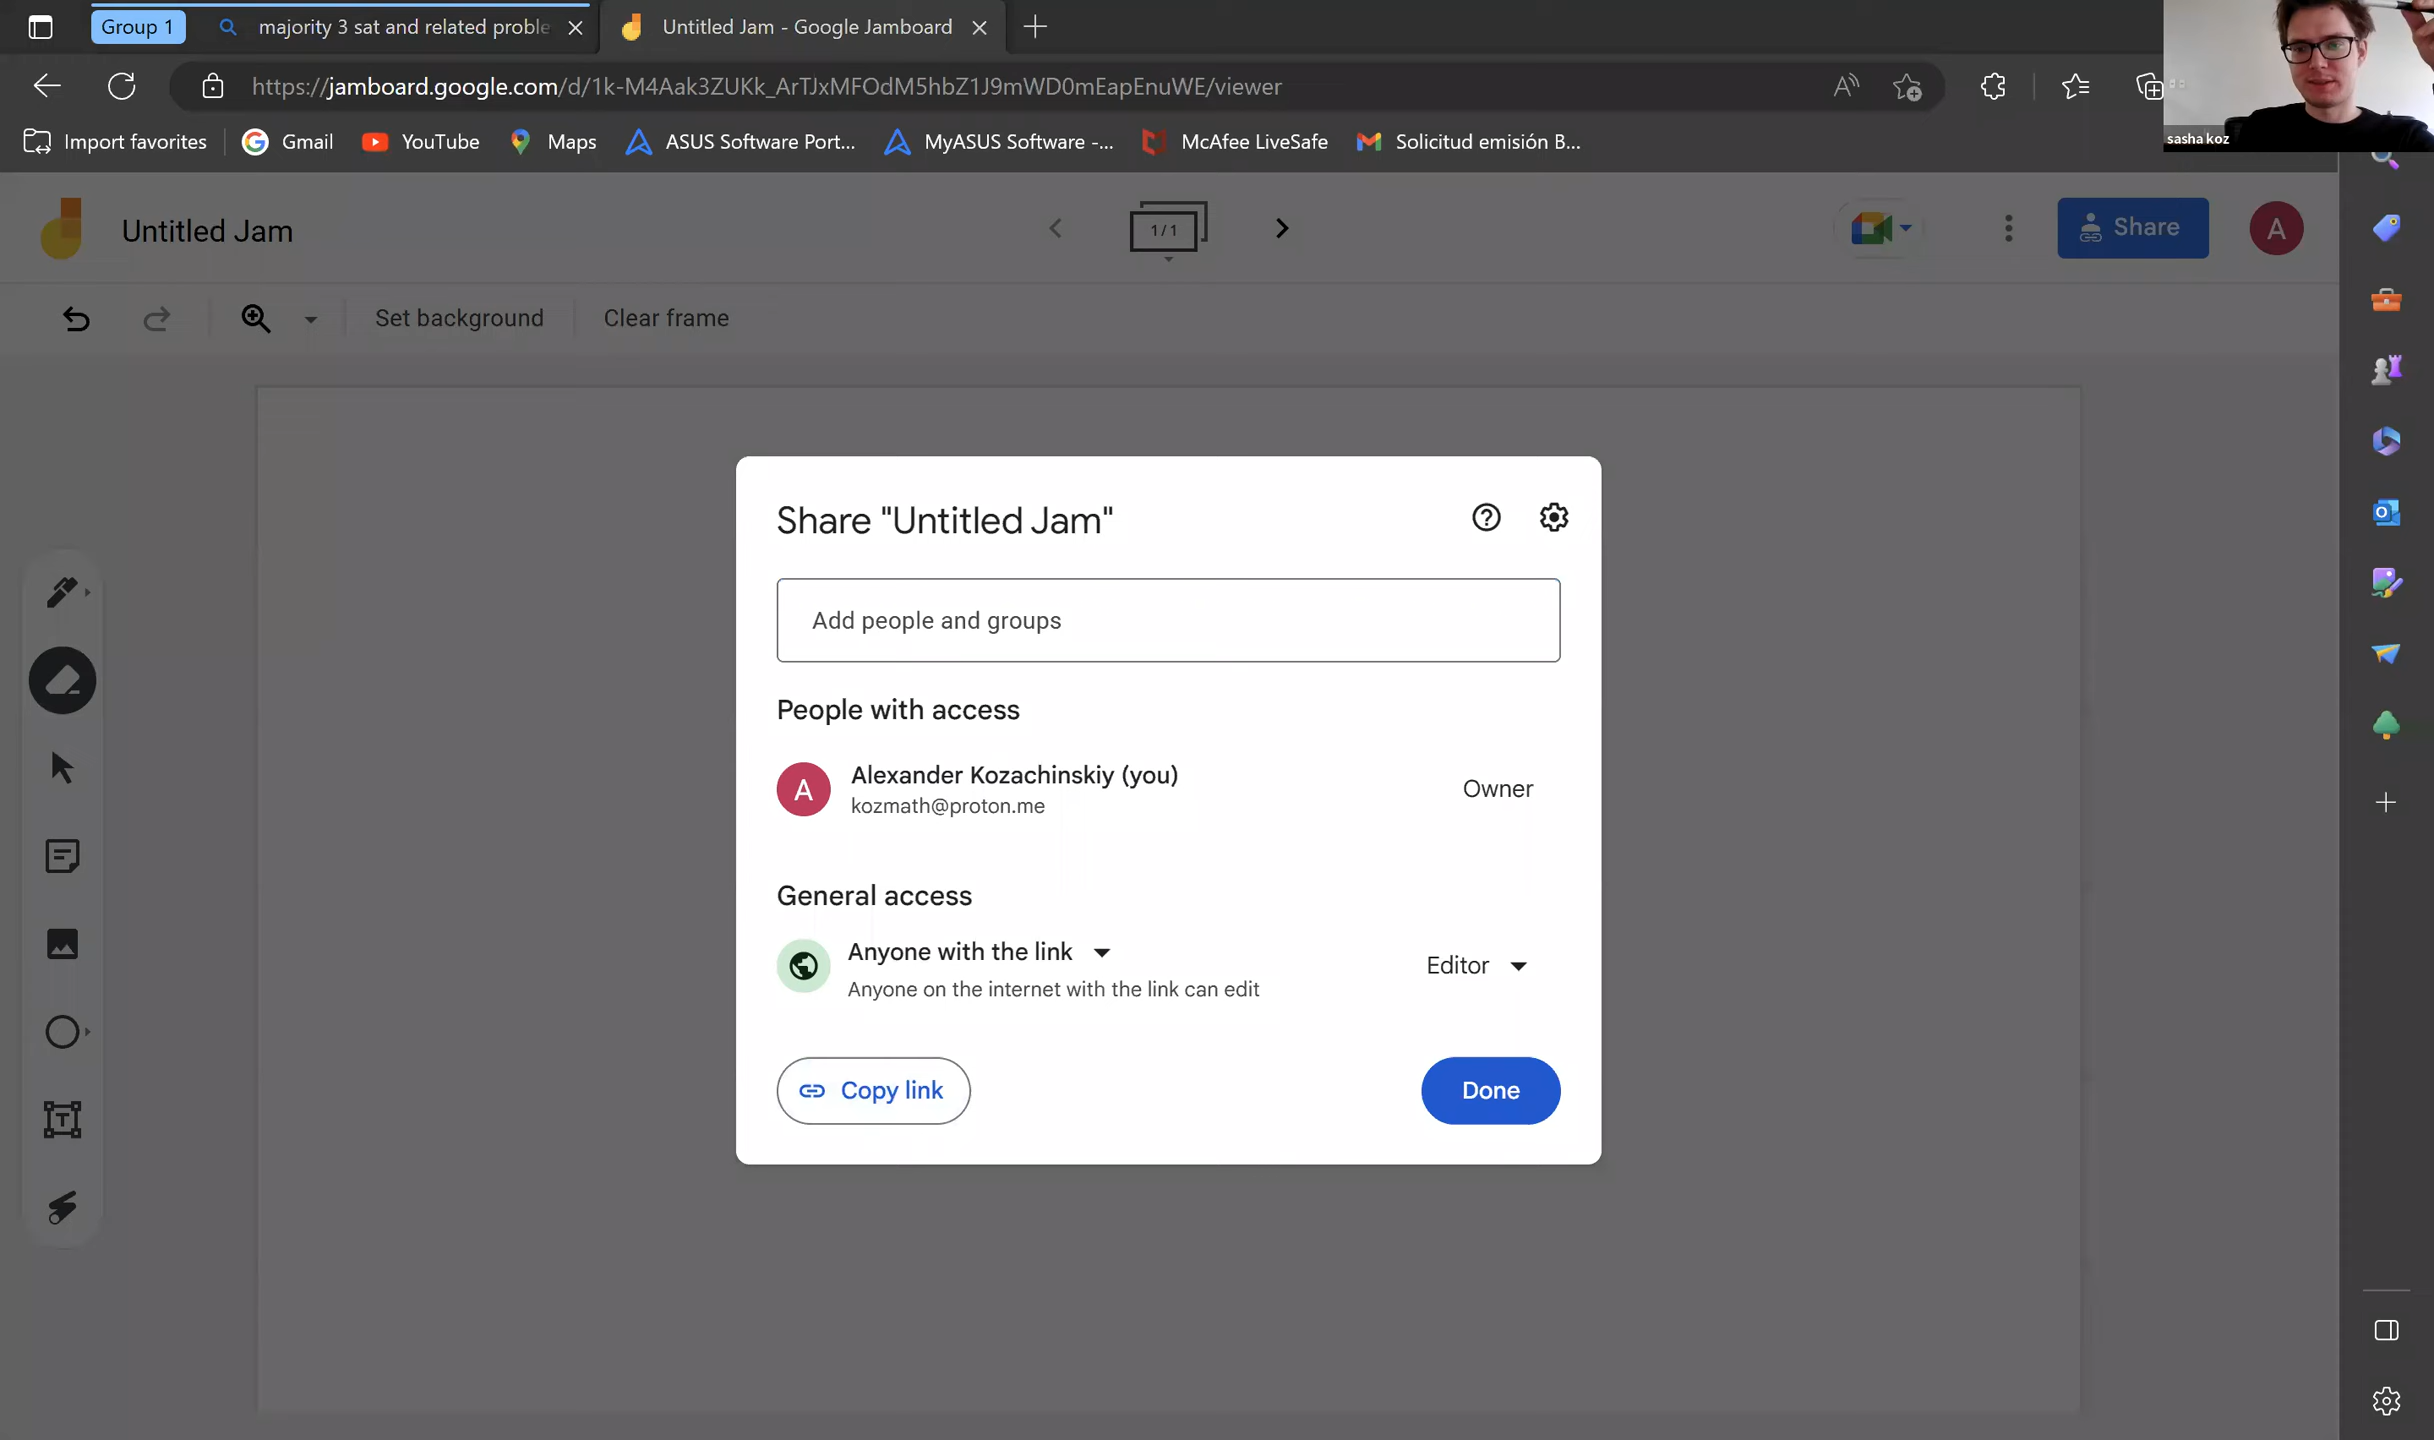 Group 1
majority 3 sat and related proble
Untitled Jam - Google Jamboard
https://jamboard.google.com/d/1k-M4Aak3ZUKk_ArTJxMFOdM5hbZ1J9mWD0mEapEnuWE/viewer
Import favorites
Gmail
YouTube
Maps
ASUS Software Port...
MyASUS Software -...
McAfee LiveSafe
Solicitud emisión B...
sasha koz
Untitled Jam
1/1
Share
A
Set background
Clear frame
Share "Untitled Jam"
Add people and groups
People with access
A
Alexander Kozachinskiy (you)
kozmath@proton.me
Owner
General access
Anyone with the link
Anyone on the internet with the link can edit
Editor
Copy link
Done